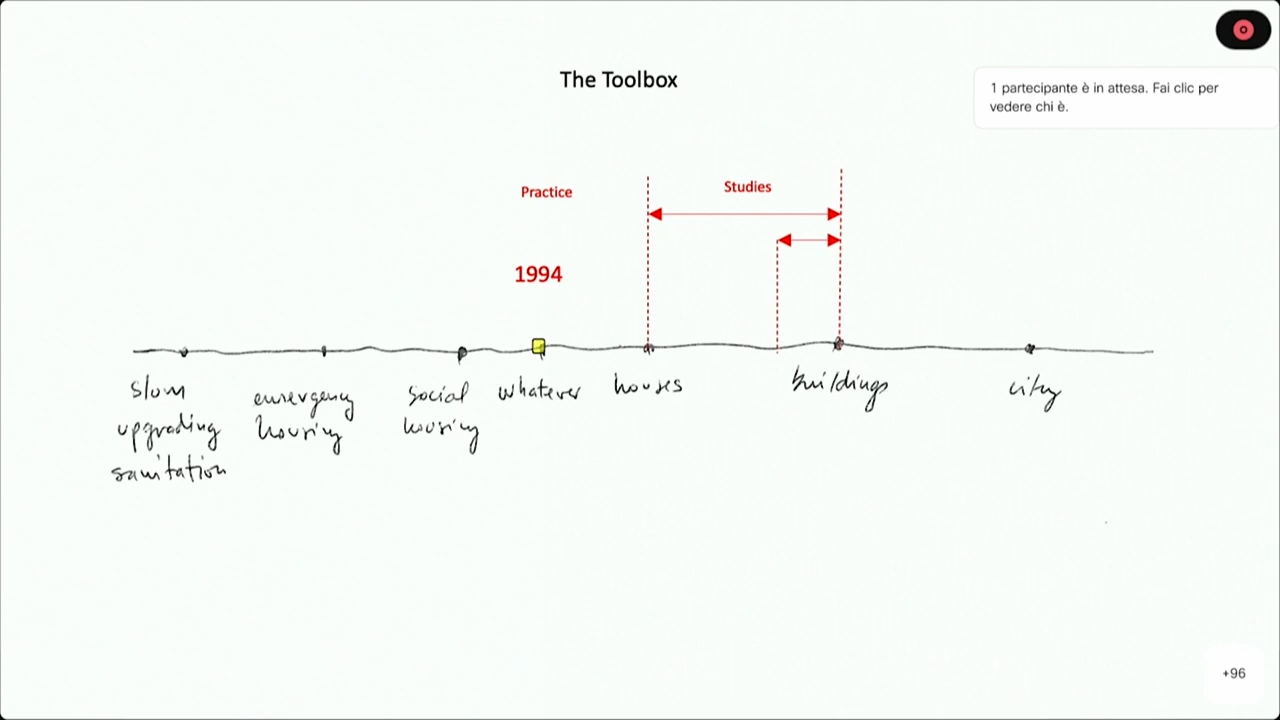 The Toolbox
1 partecipante è in attesa. Fai clic per
vedere chi è.
Practice
Studies
1994
slum
upgrading
sanitation
emergency
housing
social
housing
whatever
houses
buildings
city
+96